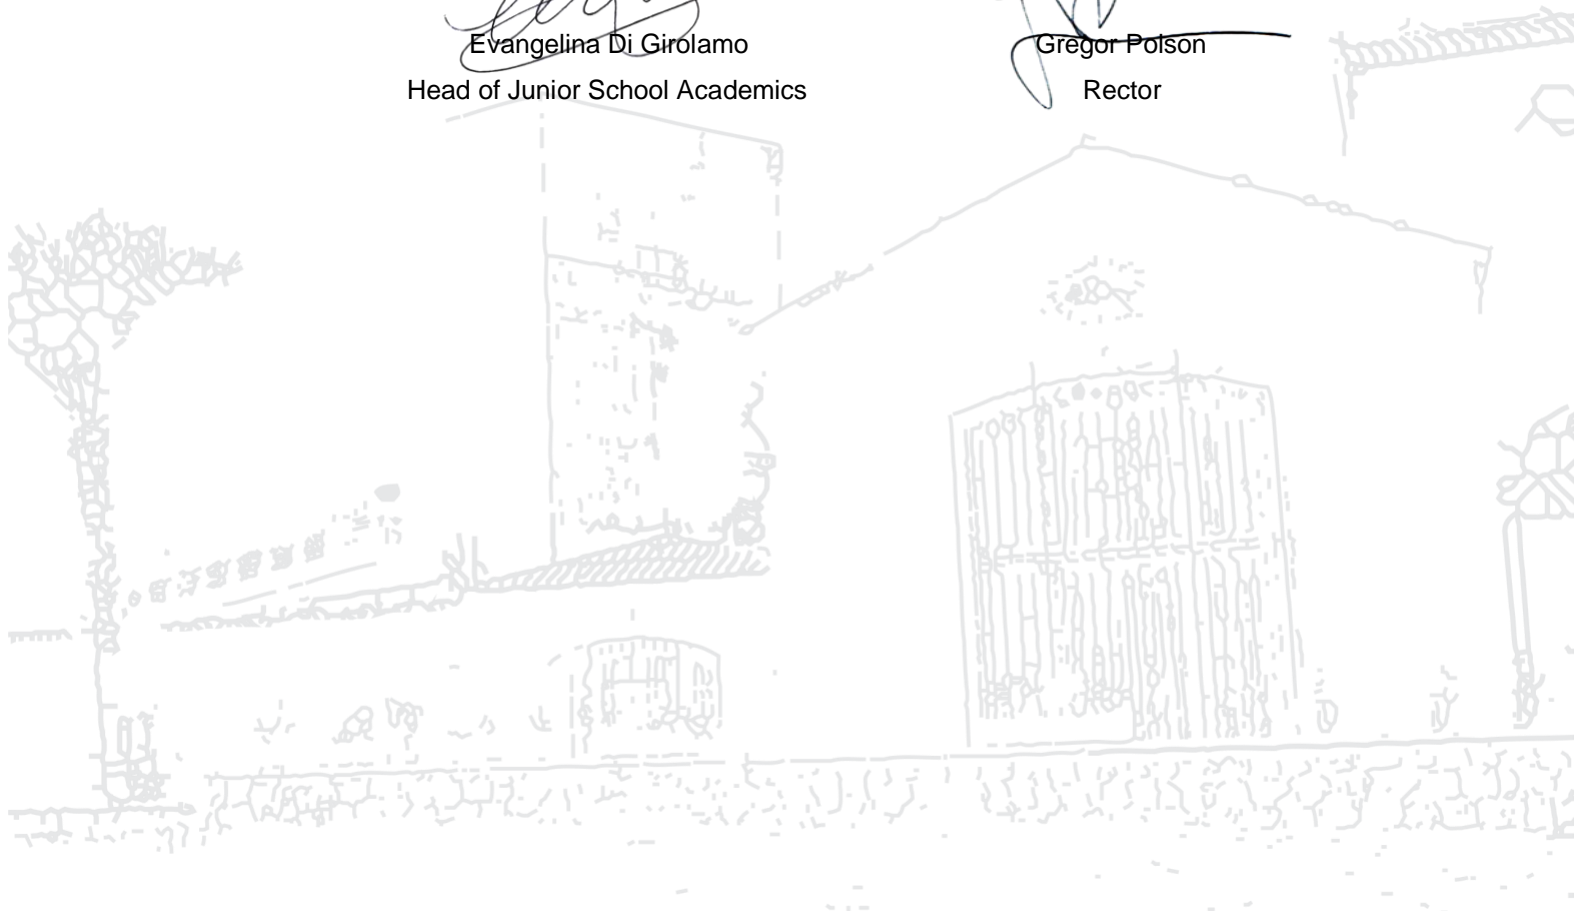 Evangelina Di Girolamo
Gregor Polson
Head of Junior School Academics
Rector